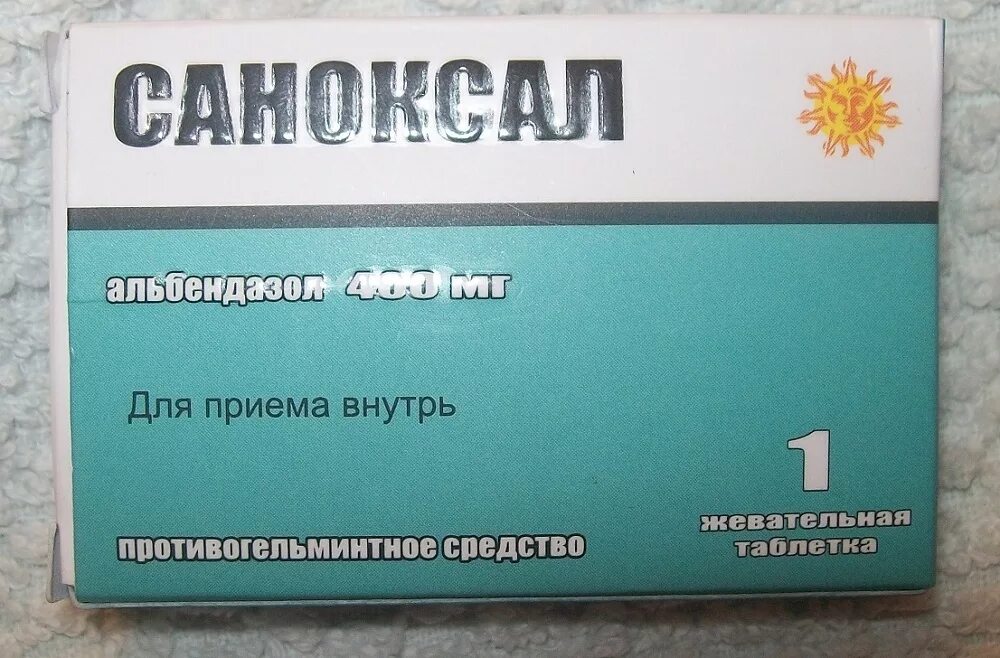 САНОКСАЛ
альбендазол 400 мг
Для приема внутрь
1
жевательная
таблетка
противогельминтное средство